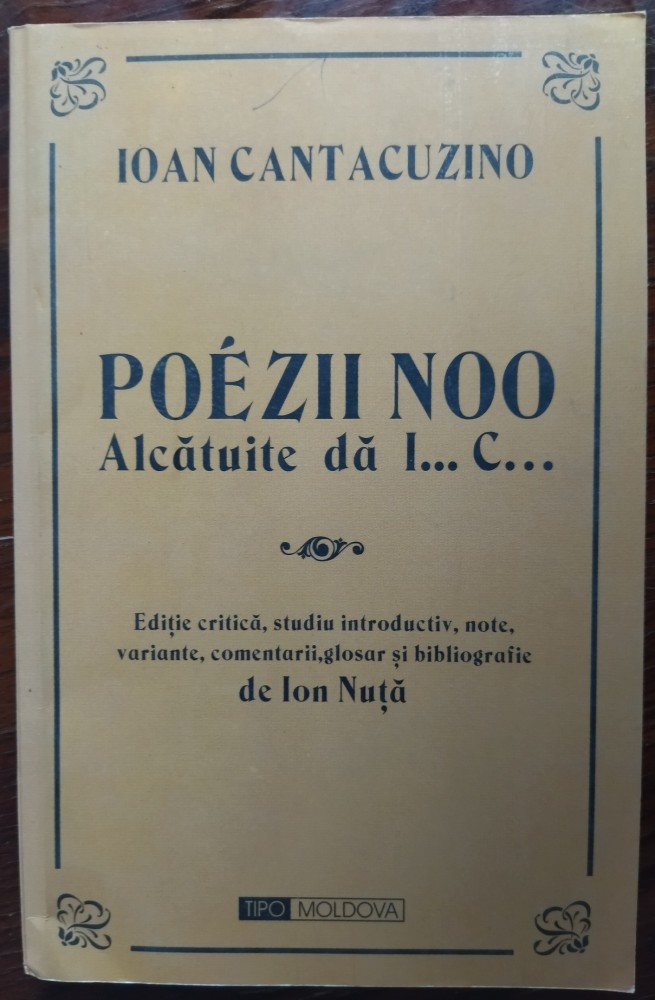 IOAN CANTACUZINO
POÉZII NOO
Alcătuite dă I... C...
Ediție critică, studiu introductiv, note,
variante, comentarii,glosar și bibliografie
de Ion Nuță
TIPO MOLDOVA